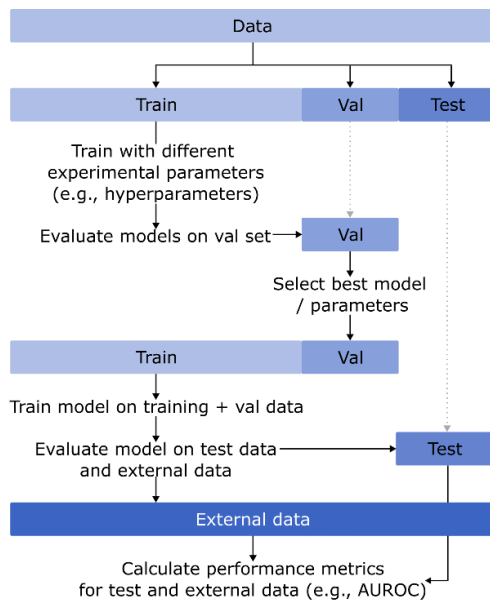 Data
Train Val Test
Train with different
experimental parameters
(e.g., hyperparameters)
Evaluate models on val set
Val
Select best model
/ parameters
Train Val
Train model on training + val data
Evaluate model on test data
and external data
Test
External data
Calculate performance metrics
for test and external data (e.g., AUROC)